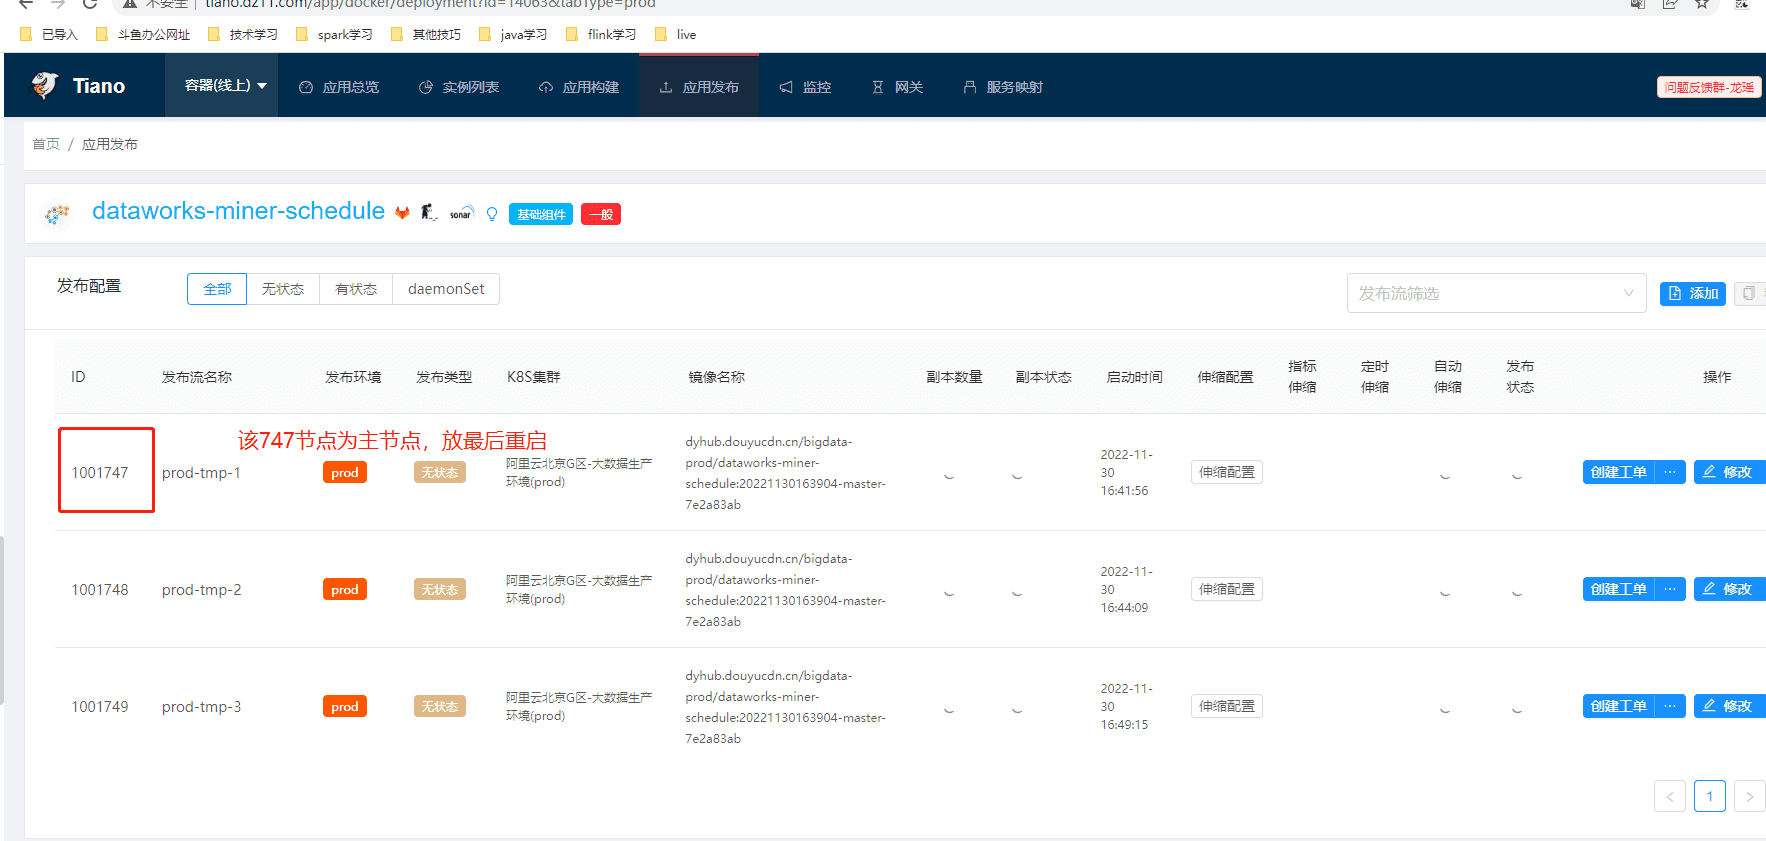 不安全 | tiano.dz11.com/app/docker/deployment?id=14063&tabType=prod
已导入 斗鱼办公网址 技术学习 spark学习 其他技巧 java学习 flink学习 live
Tiano 容器(线上) 应用总览 实例列表 应用构建 应用发布 监控 网关 服务映射 问题反馈群-龙瑶
首页 / 应用发布
dataworks-miner-schedule sonar 基础组件 一般
发布配置 全部 无状态 有状态 daemonSet 发布流筛选 添加
ID 发布流名称 发布环境 发布类型 K8S集群 镜像名称 副本数量 副本状态 启动时间 伸缩配置 指标伸缩 定时伸缩 自动伸缩 发布状态 操作
该747节点为主节点，放最后重启
1001747 prod-tmp-1 prod 无状态 阿里云北京G区-大数据生产
环境(prod)
dyhub.douyucdn.cn/bigdata-
prod/dataworks-miner-
schedule:20221130163904-master-
7e2a83ab
2022-11-
30
16:41:56
伸缩配置 创建工单 ··· 修改
1001748 prod-tmp-2 prod 无状态 阿里云北京G区-大数据生产
环境(prod)
dyhub.douyucdn.cn/bigdata-
prod/dataworks-miner-
schedule:20221130163904-master-
7e2a83ab
2022-11-
30
16:44:09
伸缩配置 创建工单 ··· 修改
1001749 prod-tmp-3 prod 无状态 阿里云北京G区-大数据生产
环境(prod)
dyhub.douyucdn.cn/bigdata-
prod/dataworks-miner-
schedule:20221130163904-master-
7e2a83ab
2022-11-
30
16:49:15
伸缩配置 创建工单 ··· 修改
< 1 >